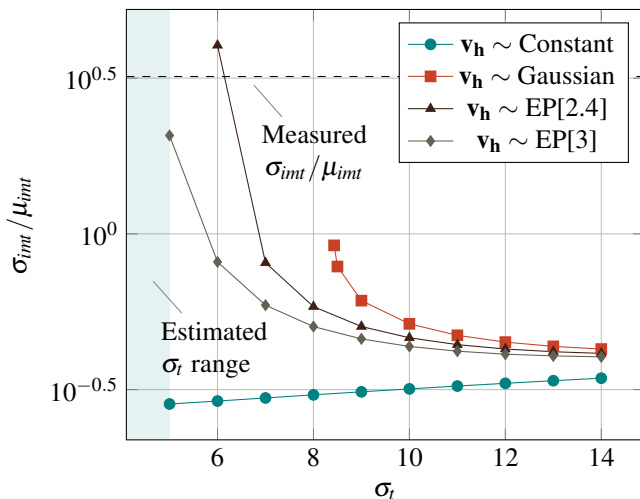 10^0.5
10^0
10^−0.5
σ_imt/μ_imt
v_h ∼ Constant
v_h ∼ Gaussian
v_h ∼ EP[2.4]
v_h ∼ EP[3]
Measured
σ_imt/μ_imt
Estimated
σ_t range
6 8 10 12 14
σ_t